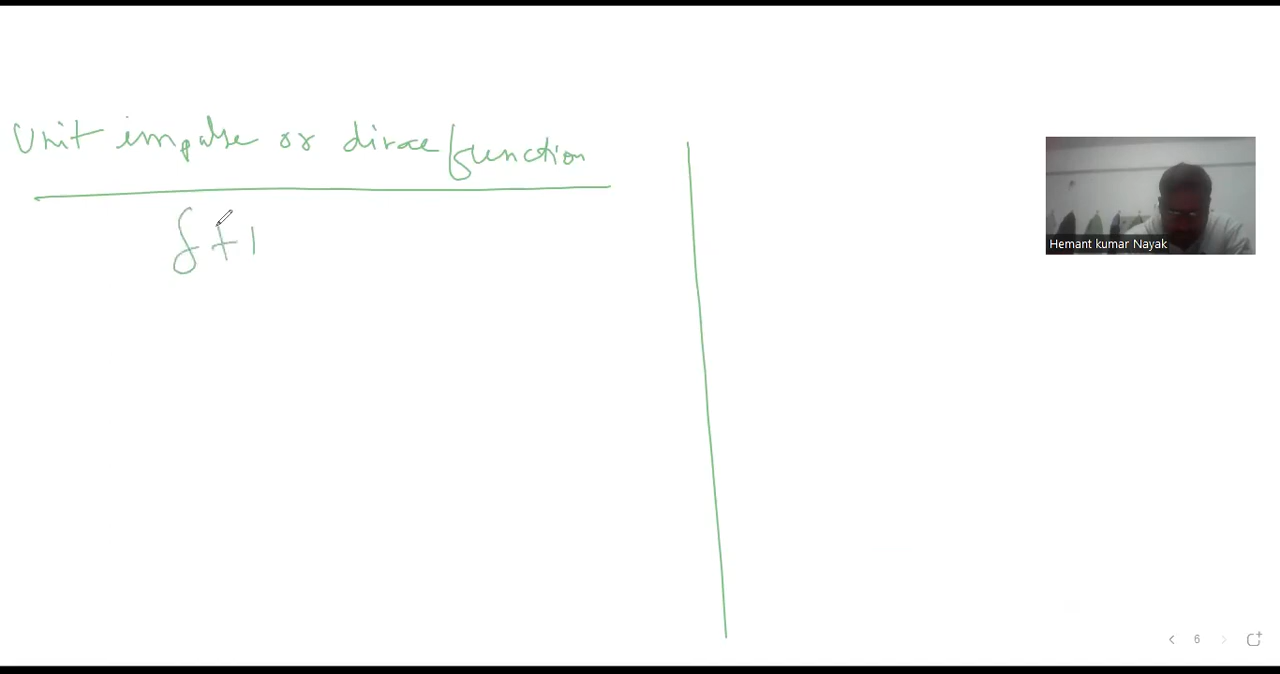 Unit impulse or dirac function
δ t
Hemant kumar Nayak
6